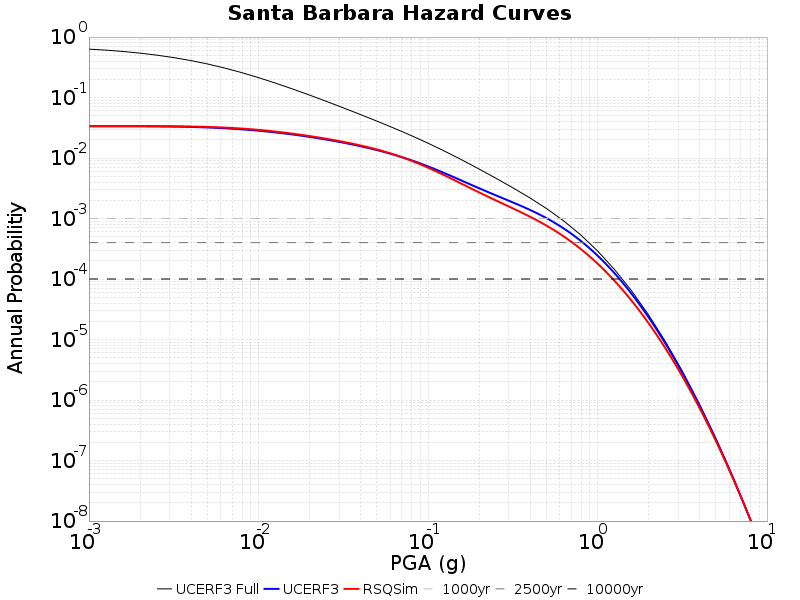 Santa Barbara Hazard Curves
Annual Probabilitiy
10^0
10^-1
10^-2
10^-3
10^-4
10^-5
10^-6
10^-7
10^-8
10^-3 10^-2 10^-1 10^0 10^1
PGA (g)
UCERF3 Full UCERF3 RSQSim 1000yr 2500yr 10000yr